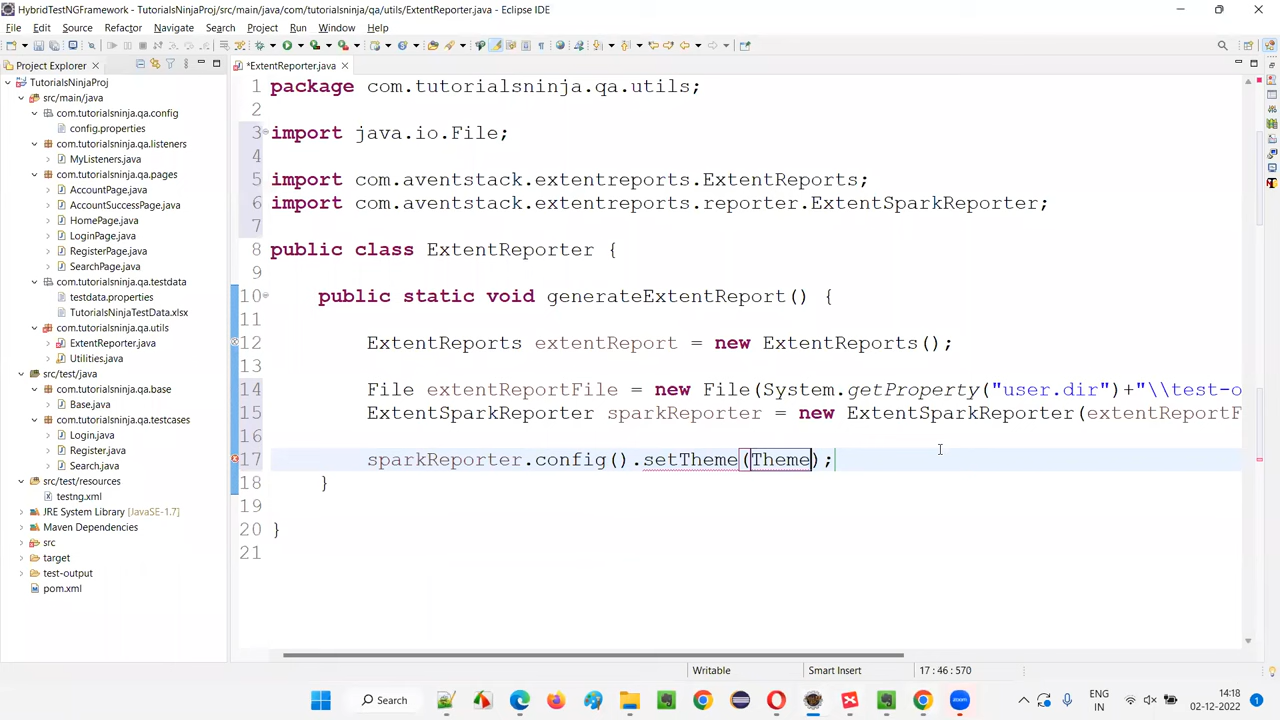 HybridTestNGFramework - TutorialsNinjaProj/src/main/java/com/tutorialsninja/qa/utils/ExtentReporter.java - Eclipse IDE
File Edit Source Refactor Navigate Search Project Run Window Help
Project Explorer
*ExtentReporter.java
TutorialsNinjaProj
src/main/java
com.tutorialsninja.qa.config
config.properties
com.tutorialsninja.qa.listeners
MyListeners.java
com.tutorialsninja.qa.pages
AccountPage.java
AccountSuccessPage.java
HomePage.java
LoginPage.java
RegisterPage.java
SearchPage.java
com.tutorialsninja.qa.testdata
testdata.properties
TutorialsNinjaTestData.xlsx
com.tutorialsninja.qa.utils
ExtentReporter.java
Utilities.java
src/test/java
com.tutorialsninja.qa.base
Base.java
com.tutorialsninja.qa.testcases
Login.java
Register.java
Search.java
src/test/resources
testng.xml
JRE System Library [JavaSE-1.7]
Maven Dependencies
src
target
test-output
pom.xml
1 package com.tutorialsninja.qa.utils;
2
3 import java.io.File;
4
5 import com.aventstack.extentreports.ExtentReports;
6 import com.aventstack.extentreports.reporter.ExtentSparkReporter;
7
8 public class ExtentReporter {
9
10 public static void generateExtentReport() {
11
12 ExtentReports extentReport = new ExtentReports();
13
14 File extentReportFile = new File(System.getProperty("user.dir")+"\\test-o
15 ExtentSparkReporter sparkReporter = new ExtentSparkReporter(extentReportF
16
17 sparkReporter.config().setTheme(Theme);
18 }
19
20 }
21
Writable Smart Insert 17 : 46 : 570
Search
ENG
IN
14:18
02-12-2022
1